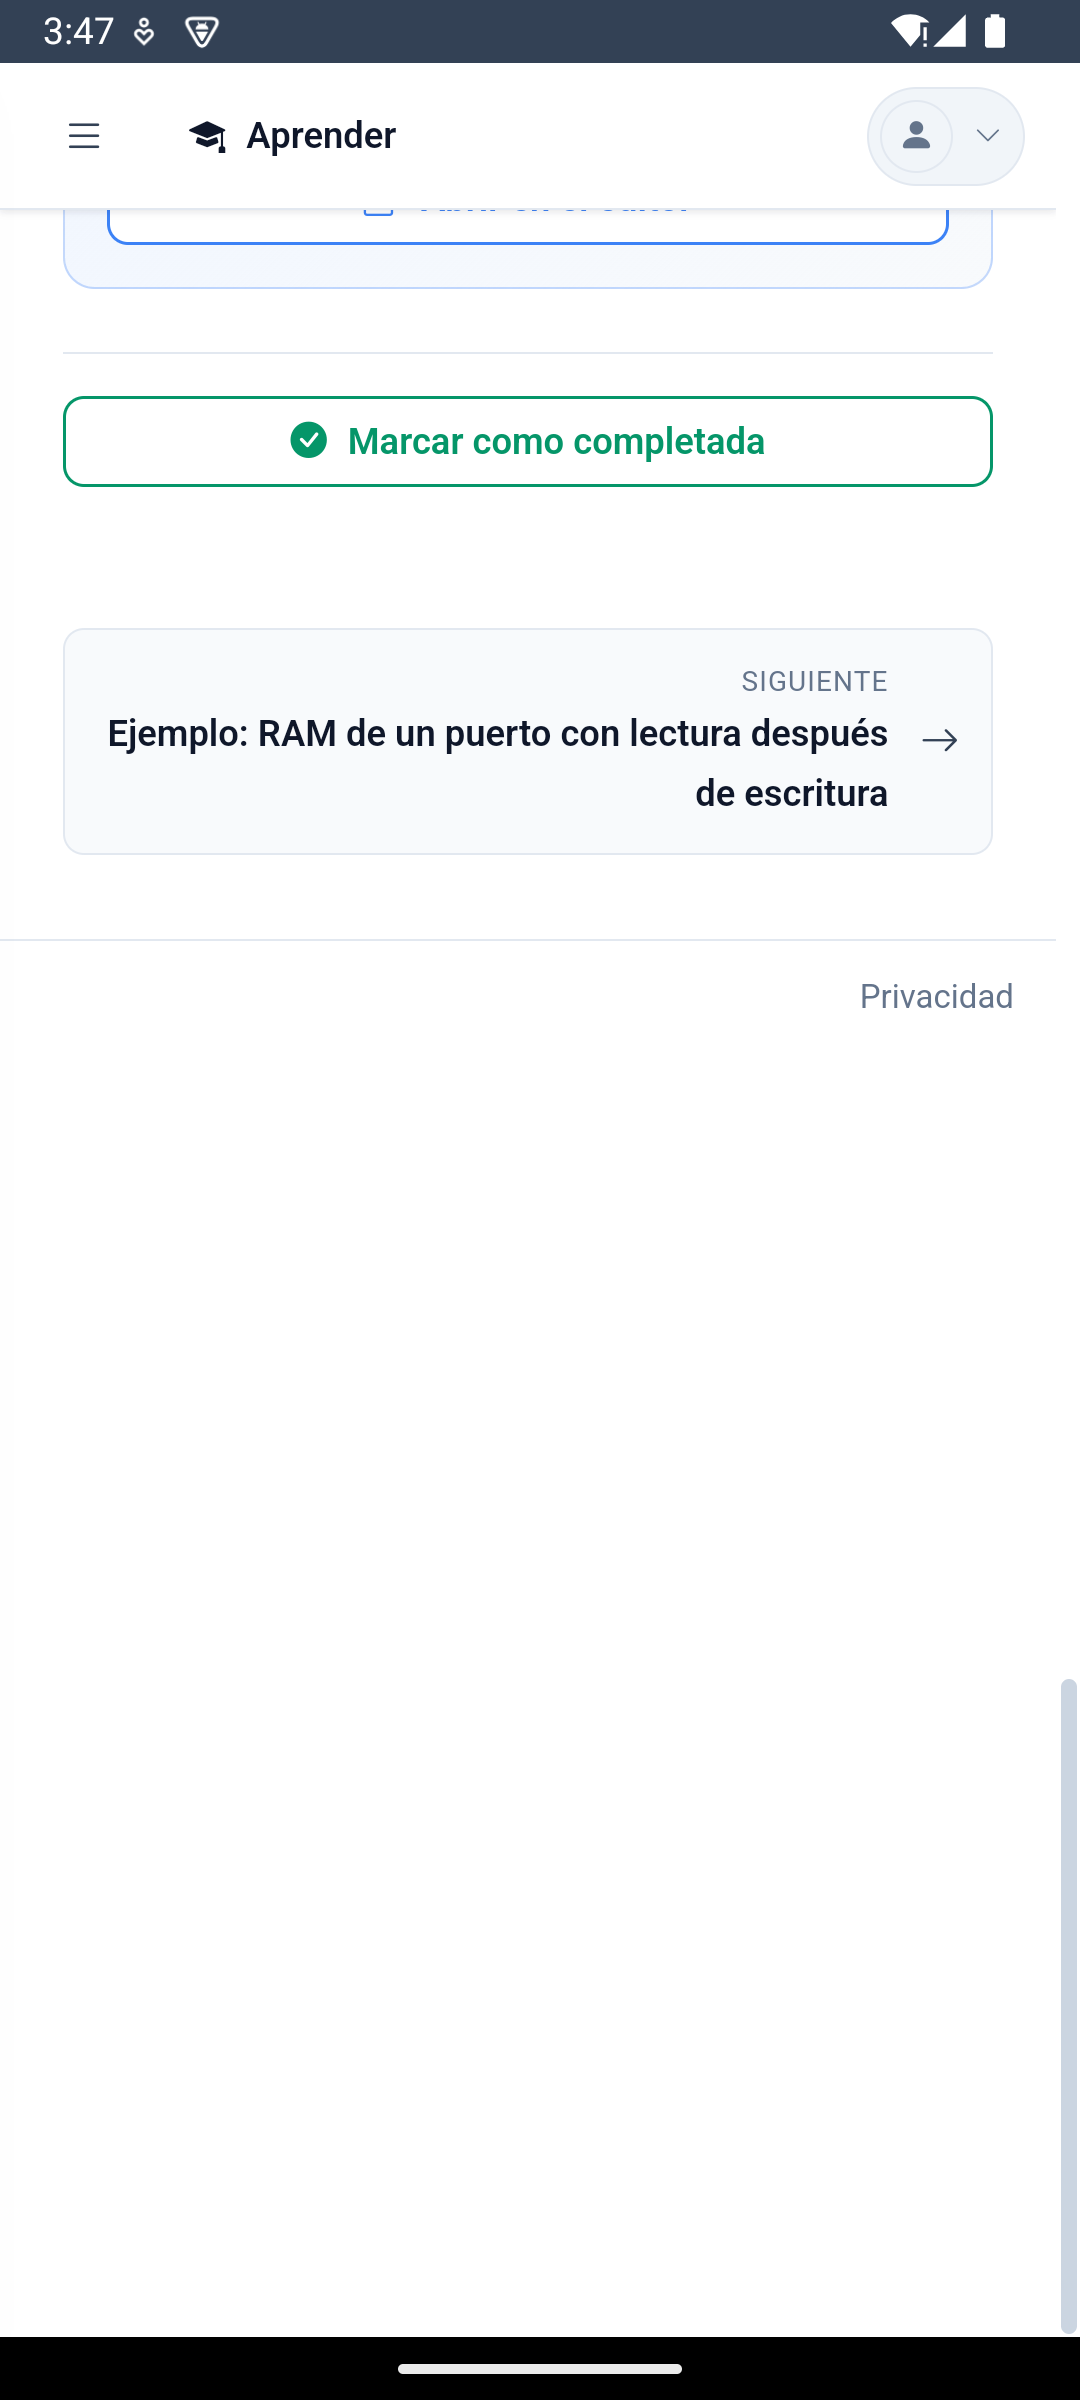 3:47
Aprender
Marcar como completada
SIGUIENTE
Ejemplo: RAM de un puerto con lectura después
de escritura
Privacidad